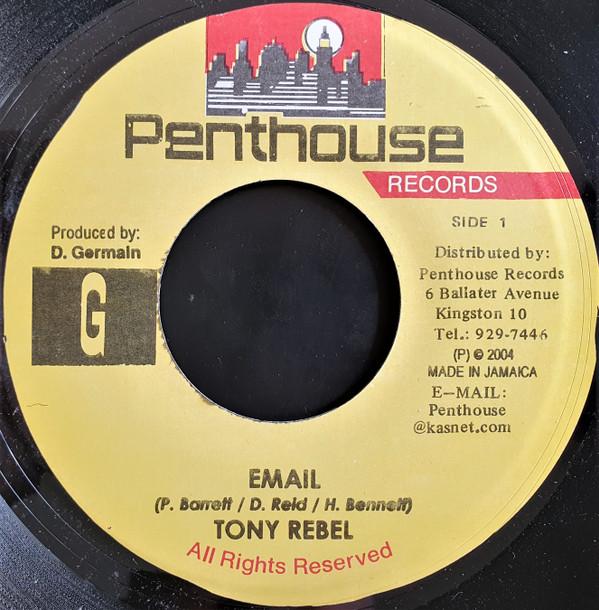 Penthouse
RECORDS
SIDE 1
Produced by:
D. Germain
G
Distributed by:
Penthouse Records
6 Ballater Avenue
Kingston 10
Tel.: 929-7446
(P) © 2004
MADE IN JAMAICA
E-MAIL:
Penthouse
@kasnet.com
EMAIL
(P. Barrett / D. Reid / H. Bennett)
TONY REBEL
All Rights Reserved